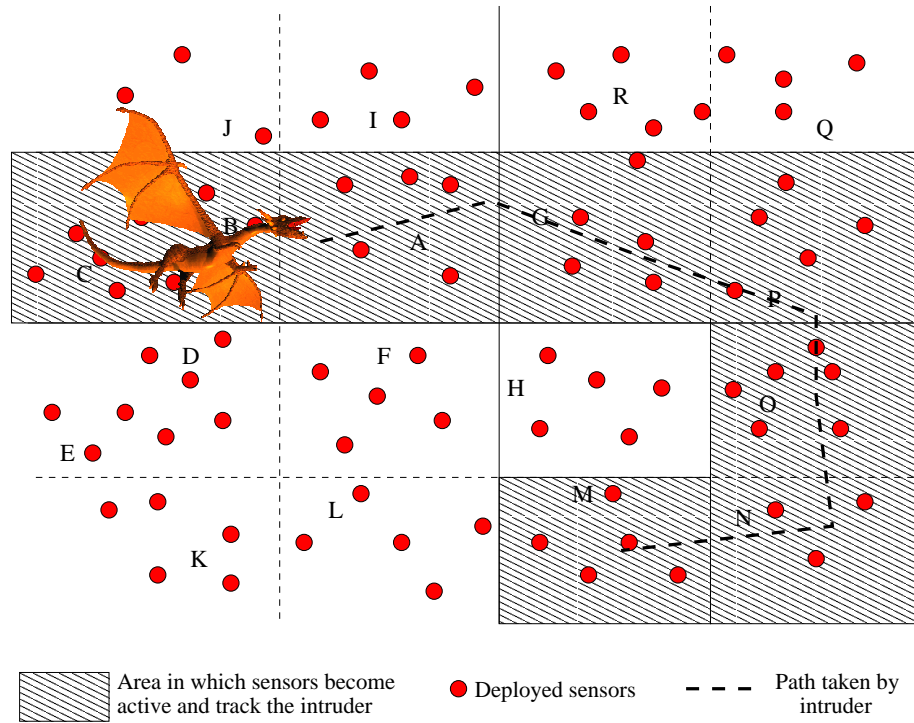 R
J
I
Q
B
G
A
C
P
D
F
H
O
E
M
L
N
K
Area in which sensors become
active and track the intruder
Deployed sensors
Path taken by
intruder